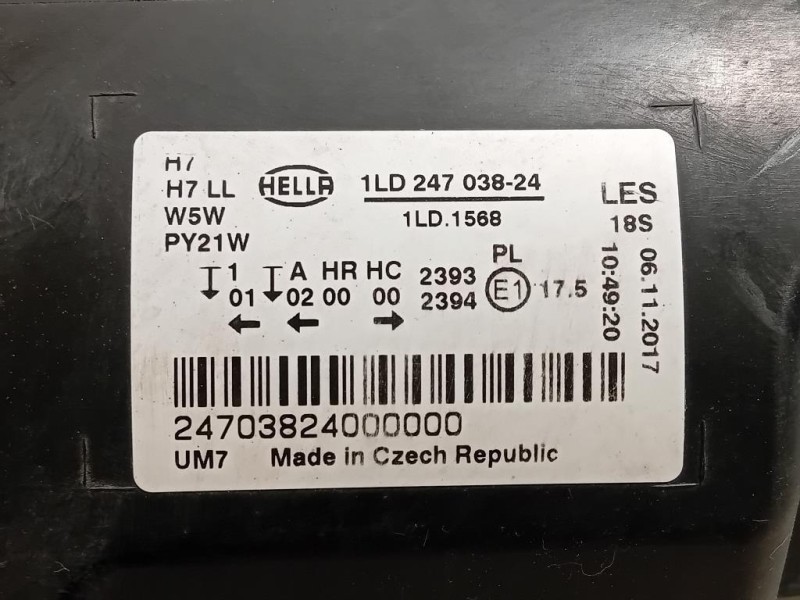 H7
H7 LL
W5W
PY21W
HELLA
1LD 247 038-24
1LD.1568
LES
18S
1 A HR HC
01 02 00 00
2393
2394
PL
E1
17.5
10:49:20
06.11.2017
24703824000000
UM7 Made in Czech Republic